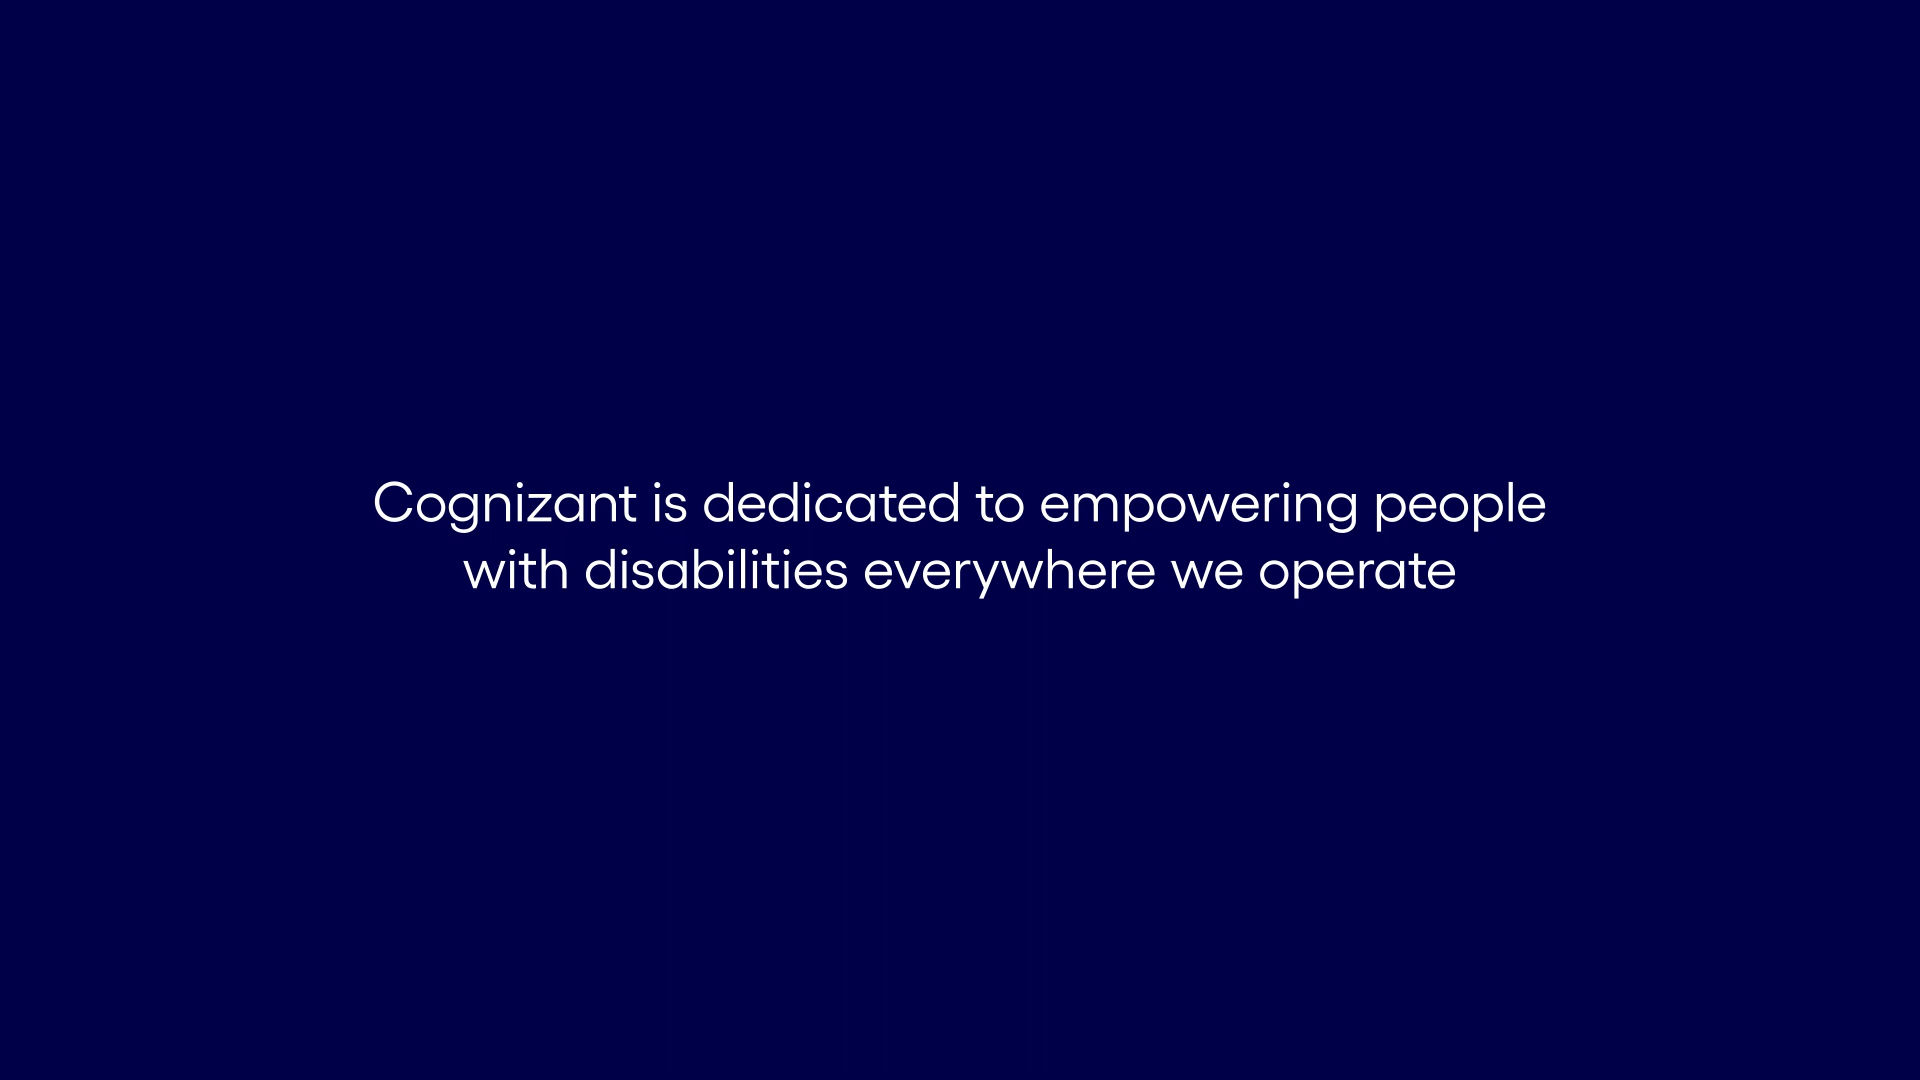 Cognizant is dedicated to empowering people
with disabilities everywhere we operate